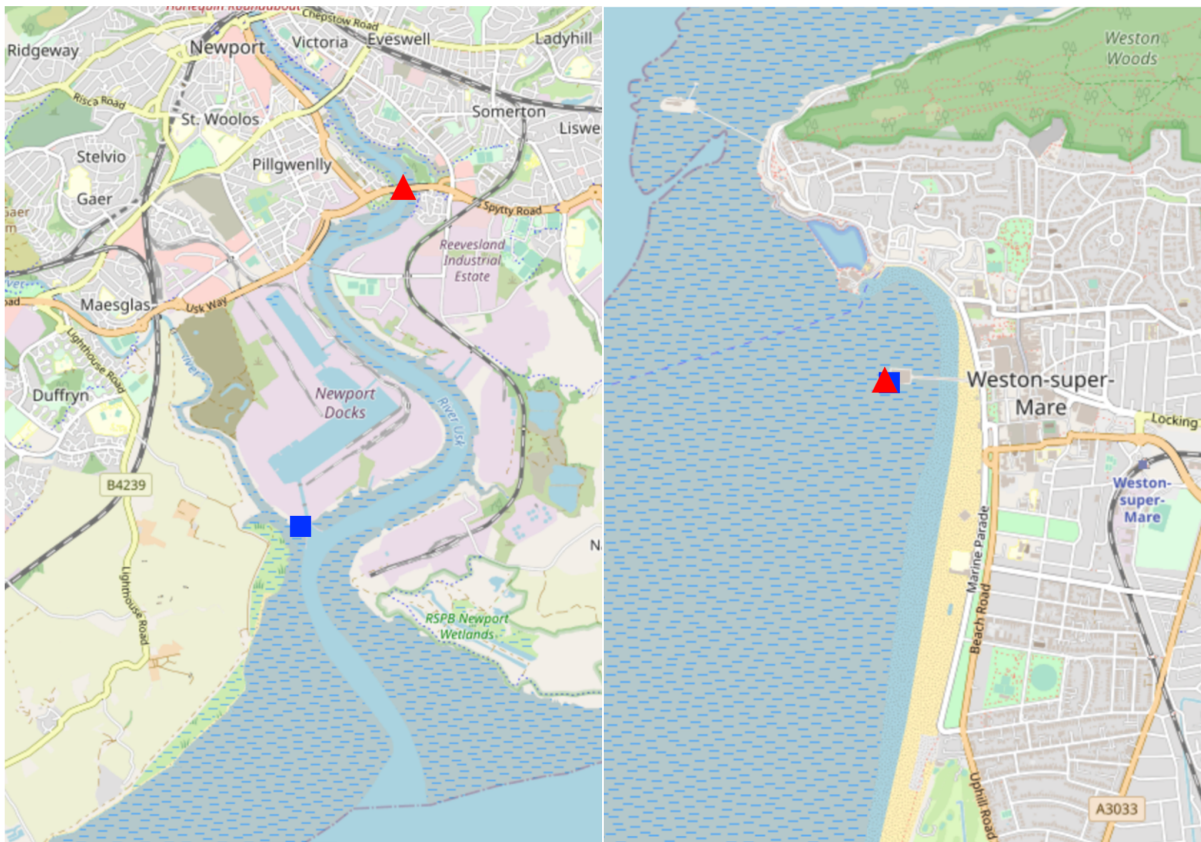 Harlequin Roundabout
Chepstow Road
Ridgeway
Newport
Victoria
Eveswell
Ladyhill
Risca Road
St. Woolos
Somerton
Liswe
Stelvio
Pillgwenlly
Gaer
Spytty Road
Reevesland
Industrial
Estate
Maesglas
Usk Way
Lighthouse Road
Duffryn
Newport
Docks
River Usk
B4239
Lighthouse Road
RSPB Newport
Wetlands
Weston
Woods
Weston-super-
Mare
Locking
Weston-
super-
Mare
Marine Parade
Beach Road
Uphill Road
A3033